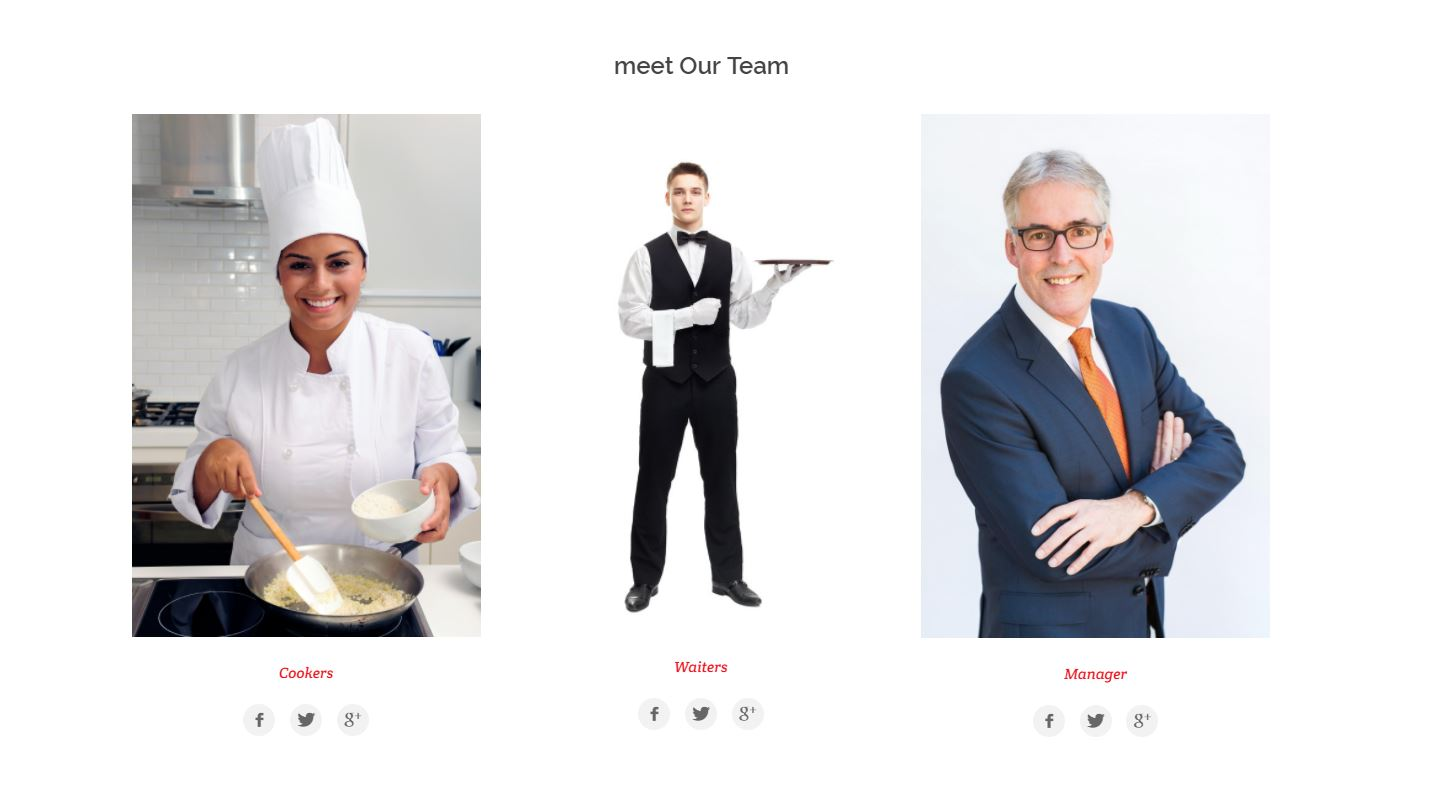 meet Our Team
Cookers
Waiters
Manager
f
g+
f
g+
f
g+